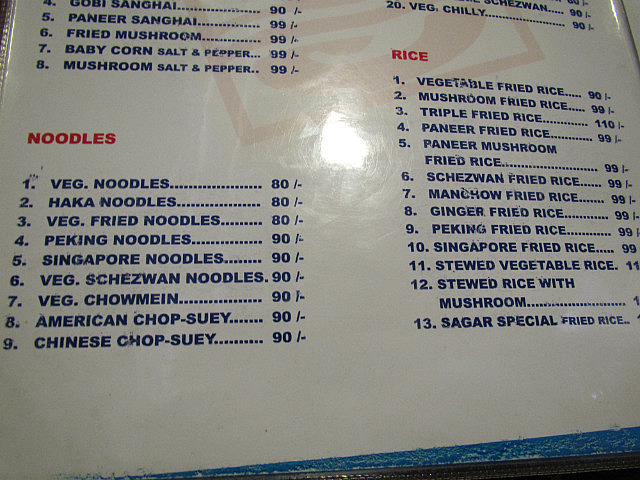 4. GOBI SANGHAI 90 /-
5. PANEER SANGHAI................ 99 /-
6. FRIED MUSHROOM................ 99 /-
7. BABY CORN SALT & PEPPER... 99 /-
8. MUSHROOM SALT & PEPPER.. 99 /-
NOODLES
1. VEG. NOODLES...................... 80 /-
2. HAKA NOODLES.................... 80 /-
3. VEG. FRIED NOODLES.......... 80 /-
4. PEKING NOODLES................. 90 /-
5. SINGAPORE NOODLES......... 90 /-
6. VEG. SCHEZWAN NOODLES. 90 /-
7. VEG. CHOWMEIN.................... 90 /-
8. AMERICAN CHOP-SUEY........ 90 /-
9. CHINESE CHOP-SUEY........... 90 /-
SCHEZWAN..... 90 /-
20. VEG. CHILLY..................... 90 /-
RICE
1. VEGETABLE FRIED RICE..... 90 /-
2. MUSHROOM FRIED RICE..... 99 /-
3. TRIPLE FRIED RICE............. 110 /-
4. PANEER FRIED RICE............ 99 /-
5. PANEER MUSHROOM
FRIED RICE......................... 99 /-
6. SCHEZWAN FRIED RICE...... 99 /-
7. MANCHOW FRIED RICE........ 99 /-
8. GINGER FRIED RICE............ 99 /-
9. PEKING FRIED RICE............ 99 /-
10. SINGAPORE FRIED RICE..... 99
11. STEWED VEGETABLE RICE. 11
12. STEWED RICE WITH
MUSHROOM......................... 1
13. SAGAR SPECIAL FRIED RICE..